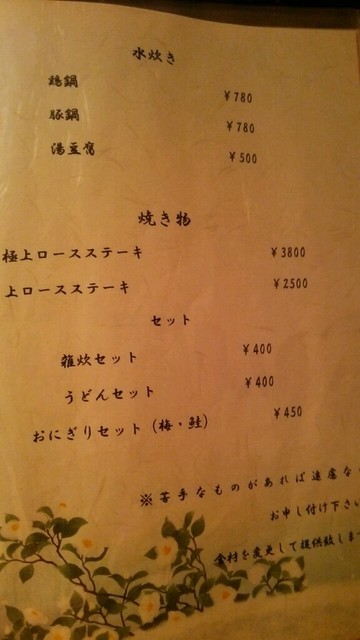 水炊き
鶏鍋 ¥780
豚鍋 ¥780
湯豆腐 ¥500
焼き物
極上ロースステーキ ¥3800
上ロースステーキ ¥2500
セット
雑炊セット ¥400
うどんセット ¥400
おにぎりセット（梅・鮭） ¥450
※苦手なものがあれば遠慮な
お申し付け下さい
食材を変更して提供致しま